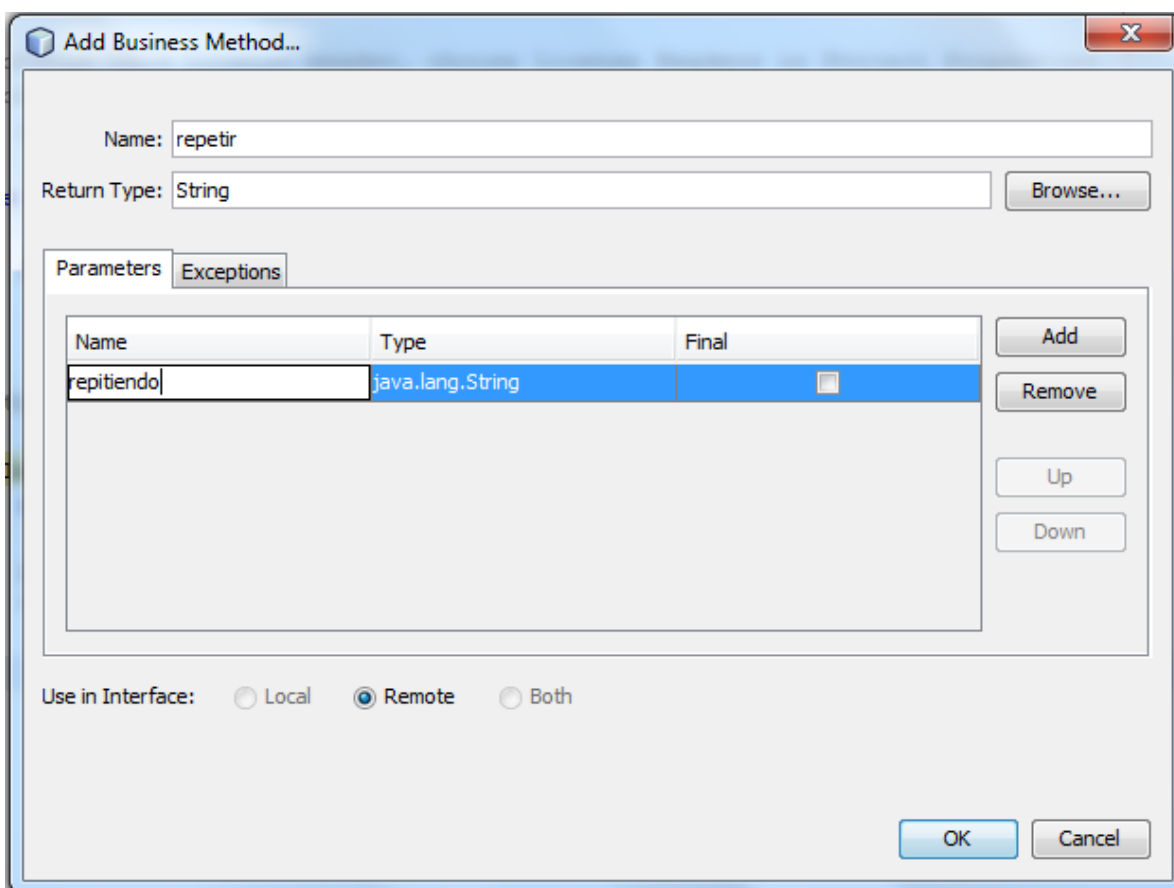 Add Business Method...
Name: repetir
Return Type: String Browse...
Parameters Exceptions
Name Type Final Add
repitiendo java.lang.String Remove
Up
Down
Use in Interface: Local Remote Both
OK Cancel